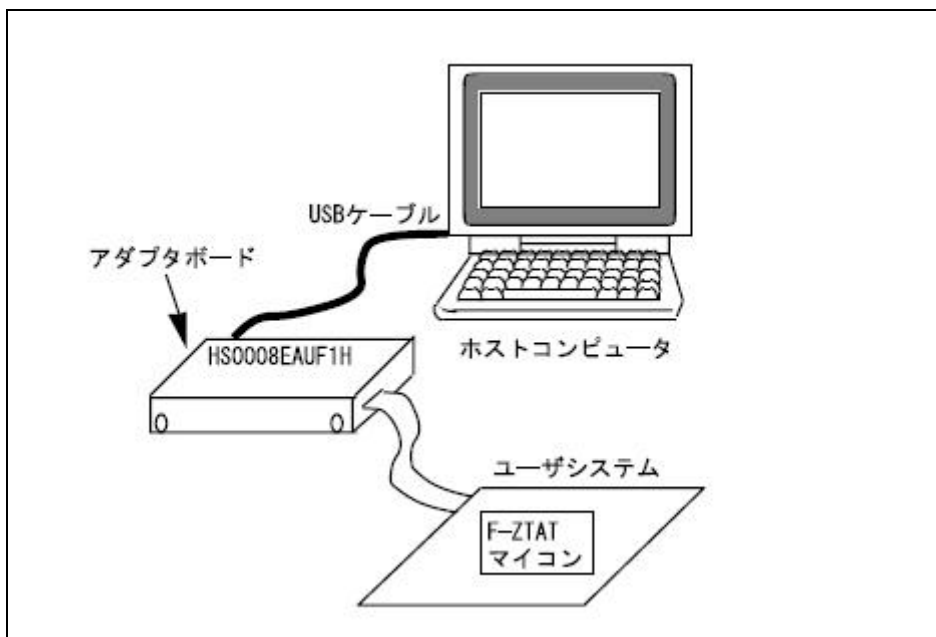 USBケーブル
アダプタボード
HS0008EAUF1H
ホストコンピュータ
ユーザシステム
F-ZTAT
マイコン